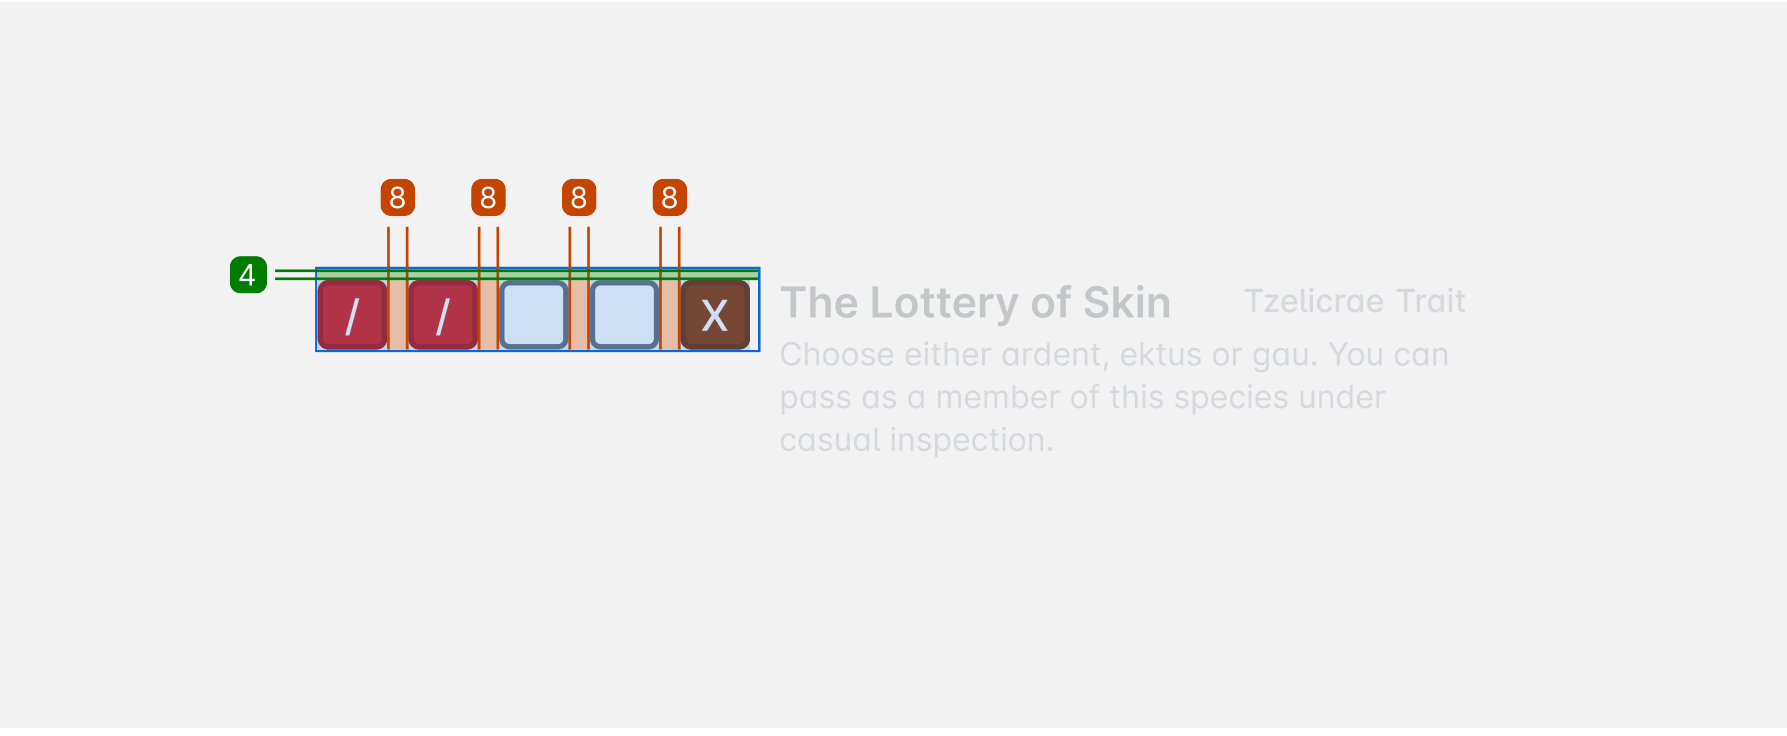 8 8 8 8
4
/ / X
The Lottery of Skin Tzelicrae Trait
Choose either ardent, ektus or gau. You can
pass as a member of this species under
casual inspection.